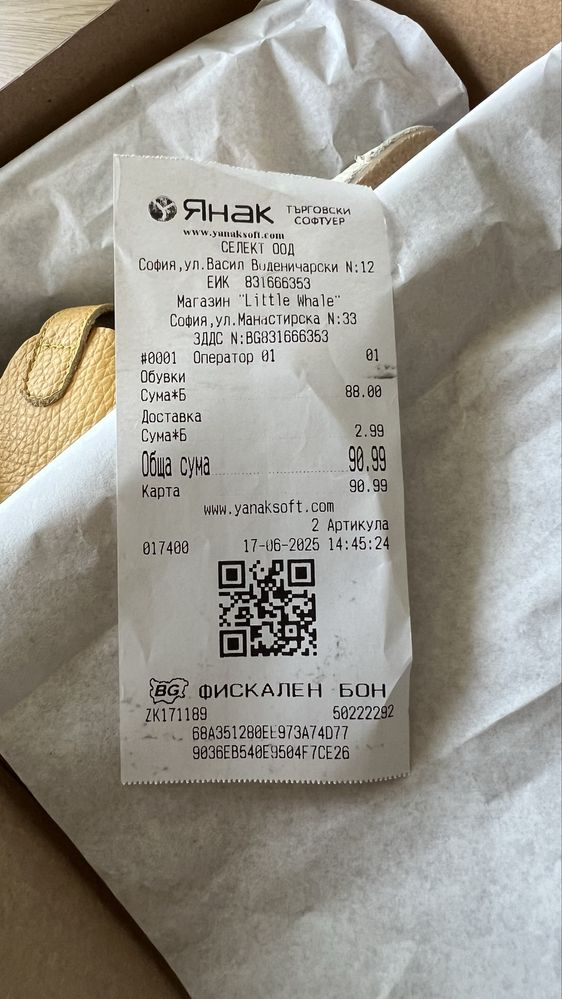 Янак ТЪРГОВСКИ СОФТУЕР
www.yanaksoft.com
СЕЛЕКТ ООД
София,ул.Васил Воденичарски N:12
ЕИК 831666353
Магазин "Little Whale"
София,ул.Манастирска N:33
ЗДДС N:BG831666353
#0001 Оператор 01 01
Обувки
Сума*Б 88.00
Доставка
Сума*Б 2.99
Обща сума 90.99
Карта 90.99
www.yanaksoft.com
2 Артикула
017400 17-06-2025 14:45:24
BG ФИСКАЛЕН БОН
ZK171189 50222292
68A351280EE973A74D77
9036EB540E9504F7CE26